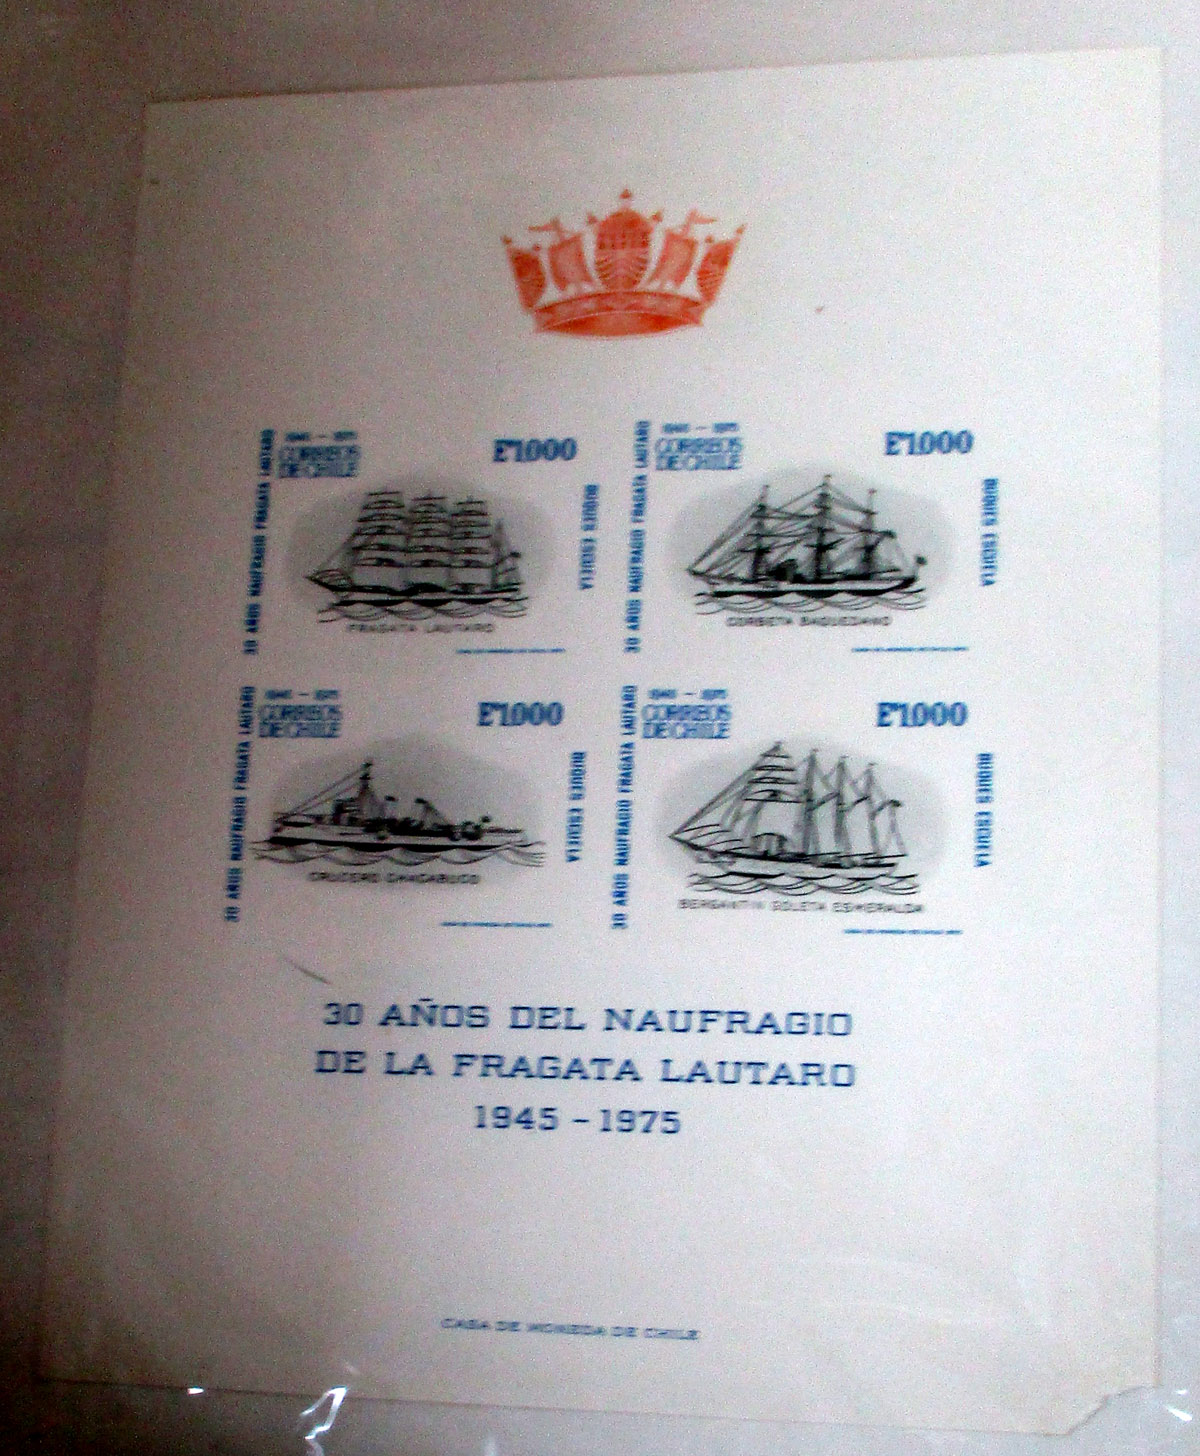 30 AÑOS NAUFRAGIO FRAGATA LAUTARO
1945 - 1975
CORREOS
DE CHILE
E°1.000
BUQUES ESCUELA
FRAGATA LAUTARO
30 AÑOS NAUFRAGIO FRAGATA LAUTARO
1945 - 1975
CORREOS
DE CHILE
E°1.000
BUQUES ESCUELA
CORBETA BAQUEDANO
30 AÑOS NAUFRAGIO FRAGATA LAUTARO
1945 - 1975
CORREOS
DE CHILE
E°1.000
BUQUES ESCUELA
CRUCERO CHACABUCO
30 AÑOS NAUFRAGIO FRAGATA LAUTARO
1945 - 1975
CORREOS
DE CHILE
E°1.000
BUQUES ESCUELA
BERGANTIN GOLETA ESMERALDA
30 AÑOS DEL NAUFRAGIO
DE LA FRAGATA LAUTARO
1945 - 1975
CASA DE MONEDA DE CHILE